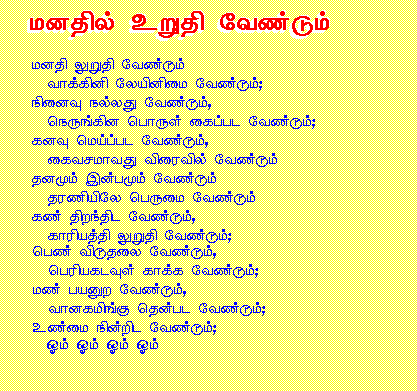 மனதில் உறுதி வேண்டும்
மனதி லுறுதி வேண்டும்
வாக்கினி லேயினிமை வேண்டும்;
நினைவு நல்லது வேண்டும்,
நெருங்கின பொருள் கைப்பட வேண்டும்;
கனவு மெய்ப்பட வேண்டும்,
கைவசமாவது விரைவில் வேண்டும்
தனமும் இன்பமும் வேண்டும்
தரணியிலே பெருமை வேண்டும்
கண் திறந்திட வேண்டும்,
காரியத்தி லுறுதி வேண்டும்;
பெண் விடுதலை வேண்டும்,
பெரியகடவுள் காக்க வேண்டும்;
மண் பயனுற வேண்டும்,
வானகமிங்கு தென்பட வேண்டும்;
உண்மை நின்றிட வேண்டும்;
ஓம் ஓம் ஓம் ஓம்